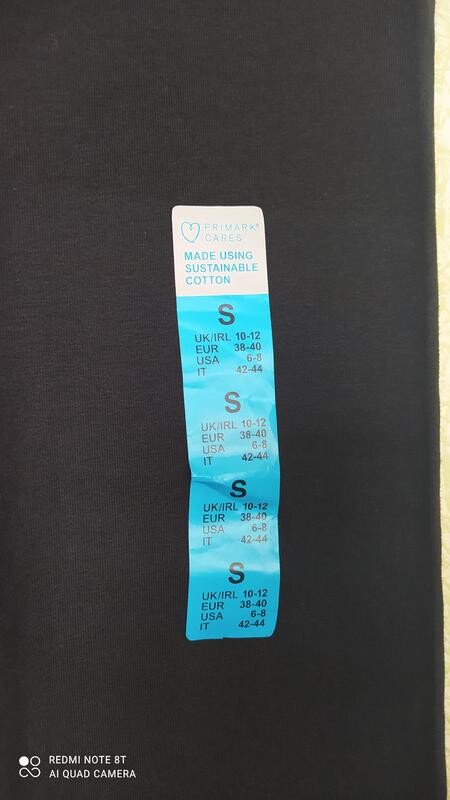 PRIMARK®
CARES
MADE USING
SUSTAINABLE
COTTON
S
UK/IRL 10-12
EUR 38-40
USA 6-8
IT 42-44
S
UK/IRL 10-12
EUR 38-40
USA 6-8
IT 42-44
S
UK/IRL 10-12
EUR 38-40
USA 6-8
IT 42-44
S
UK/IRL 10-12
EUR 38-40
USA 6-8
IT 42-44
REDMI NOTE 8T
AI QUAD CAMERA